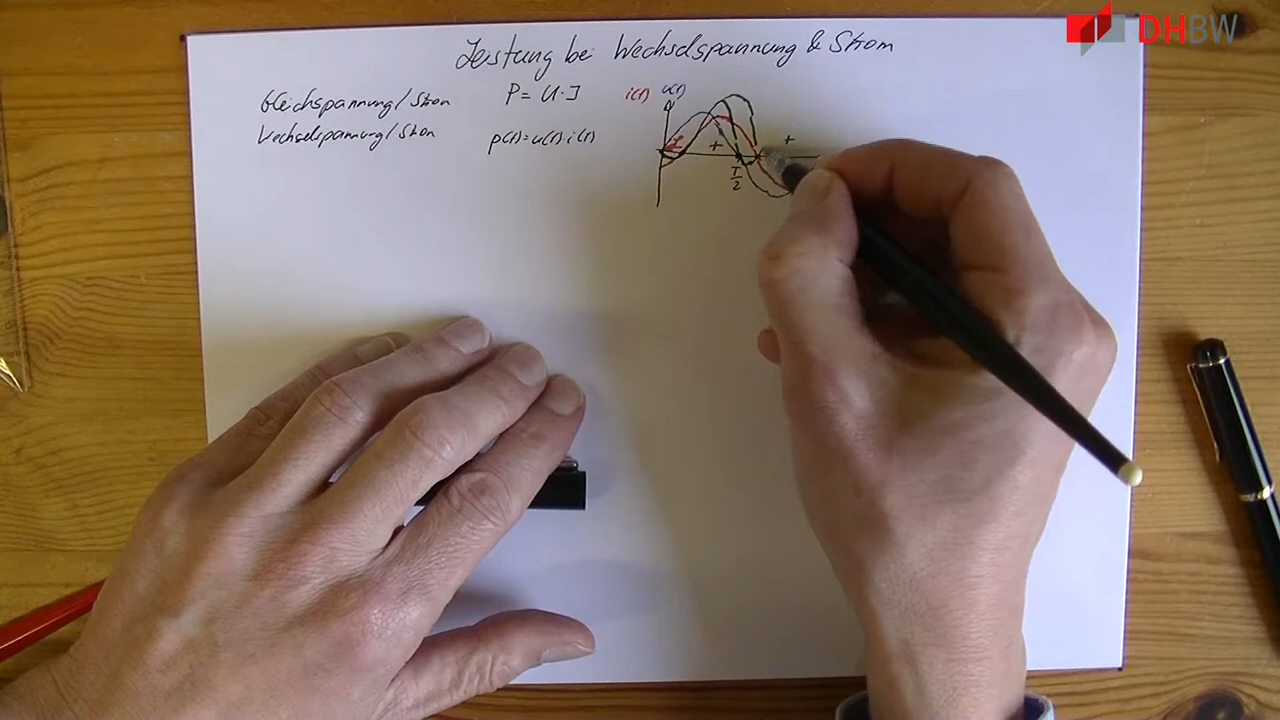 DHBW
Leistung bei Wechselspannung & Strom
Gleichspannung/Strom P = U·I
Wechselspannung/Strom p(t)=u(t)·i(t)
i(t) u(t)
+ +
T/2